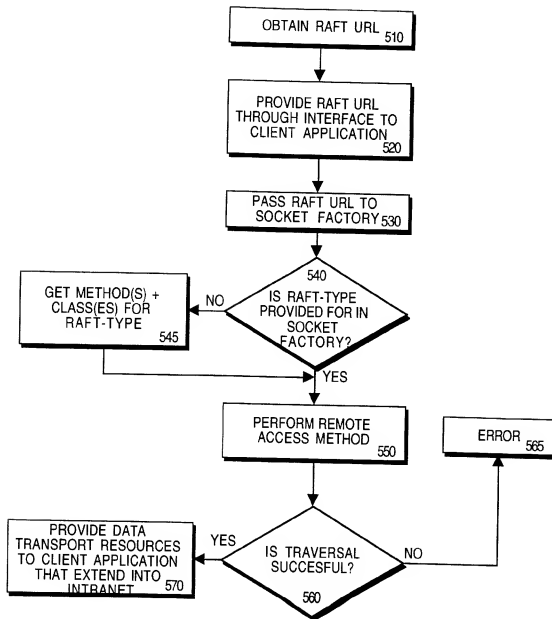 OBTAIN RAFT URL
510
PROVIDE RAFT URL
THROUGH INTERFACE TO
CLIENT APPLICATION
520
PASS RAFT URL TO
SOCKET FACTORY
530
540
IS RAFT-TYPE
PROVIDED FOR IN
SOCKET
FACTORY?
NO
GET METHOD(S) +
CLASS(ES) FOR
RAFT-TYPE
545
YES
PERFORM REMOTE
ACCESS METHOD
550
ERROR
565
IS TRAVERSAL
SUCCESFUL?
560
YES
NO
PROVIDE DATA
TRANSPORT RESOURCES
TO CLIENT APPLICATION
THAT EXTEND INTO
INTRANET
570